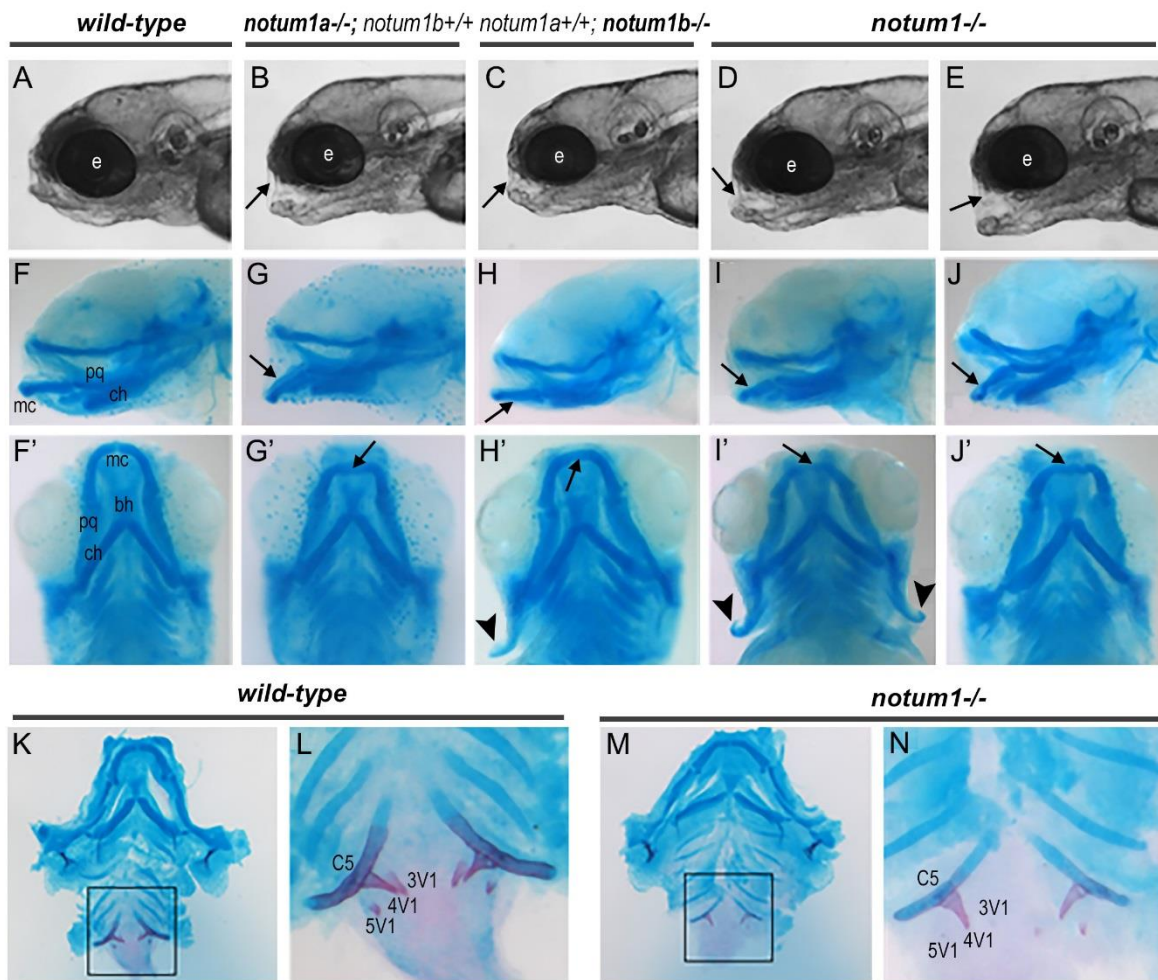 wild-type notum1a-/-; notum1b+/+ notum1a+/+; notum1b-/- notum1-/-
A B C D E
e e e e e
F G H I J
pq
ch
mc
F’ G’ H’ I’ J’
mc
bh
pq
ch
wild-type notum1-/-
K L M N
C5 3V1 C5 3V1
4V1 4V1
5V1 5V1